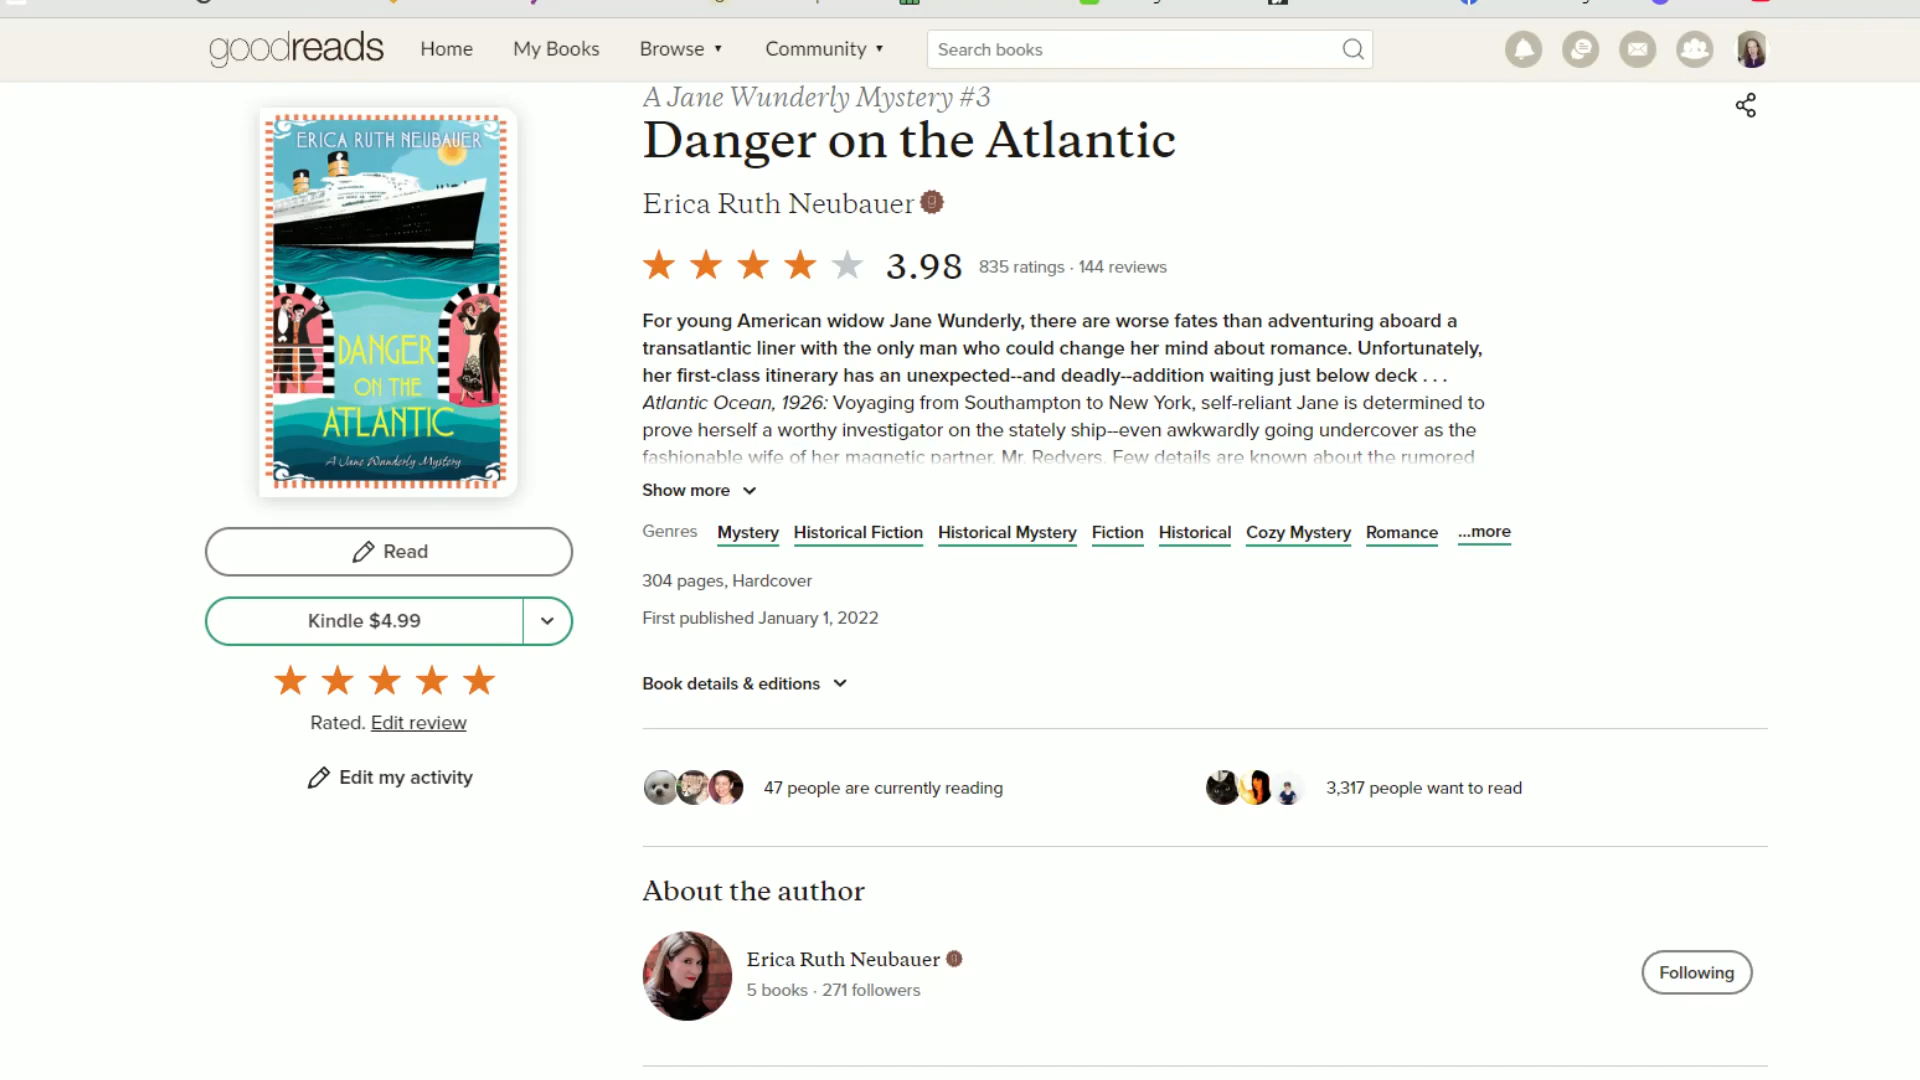 goodreads Home My Books Browse ▼ Community ▼ Search books
A Jane Wunderly Mystery #3
Danger on the Atlantic
Erica Ruth Neubauer
3.98 835 ratings · 144 reviews
For young American widow Jane Wunderly, there are worse fates than adventuring aboard a
transatlantic liner with the only man who could change her mind about romance. Unfortunately,
her first-class itinerary has an unexpected--and deadly--addition waiting just below deck . . .
Atlantic Ocean, 1926: Voyaging from Southampton to New York, self-reliant Jane is determined to
prove herself a worthy investigator on the stately ship--even awkwardly going undercover as the
fashionable wife of her magnetic partner, Mr. Redvers. Few details are known about the rumored
Show more
Genres Mystery Historical Fiction Historical Mystery Fiction Historical Cozy Mystery Romance ...more
304 pages, Hardcover
First published January 1, 2022
Book details & editions
47 people are currently reading 3,317 people want to read
About the author
Erica Ruth Neubauer
5 books · 271 followers
Following
ERICA RUTH NEUBAUER
DANGER
ON THE
ATLANTIC
A Jane Wunderly Mystery
Read
Kindle $4.99
Rated. Edit review
Edit my activity